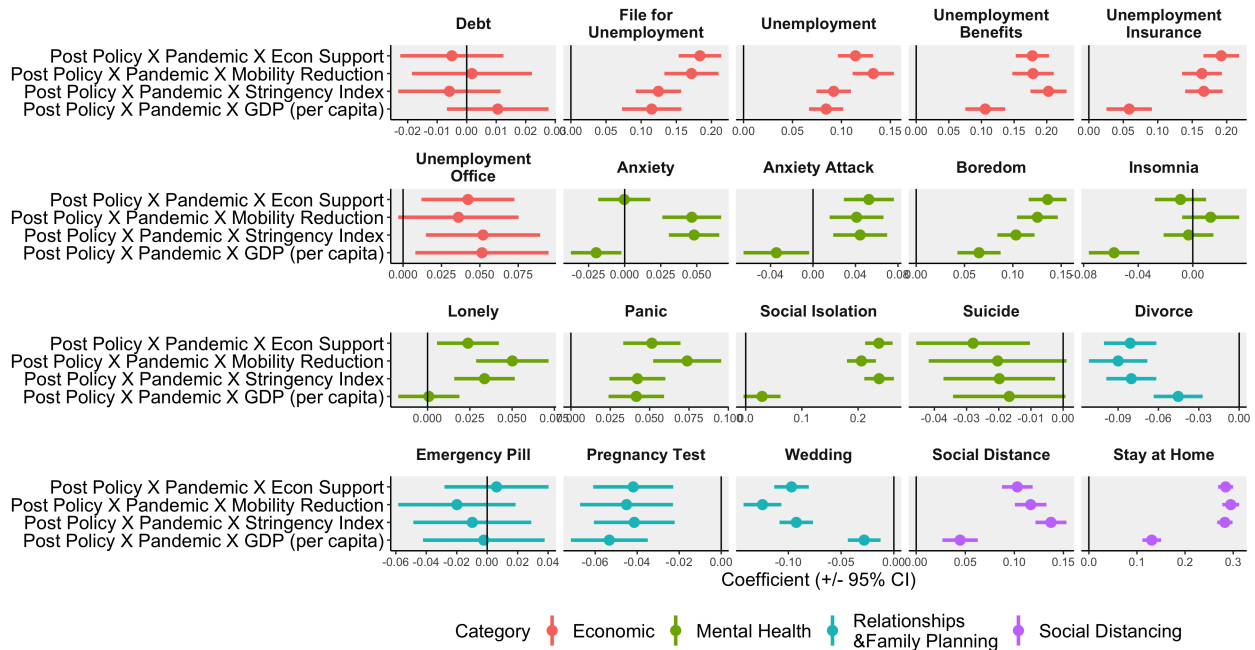 Debt
File for
Unemployment
Unemployment
Unemployment
Benefits
Unemployment
Insurance
Post Policy X Pandemic X Econ Support
Post Policy X Pandemic X Mobility Reduction
Post Policy X Pandemic X Stringency Index
Post Policy X Pandemic X GDP (per capita)
-0.02 -0.01 0.00 0.01 0.02 0.03
0.00 0.05 0.10 0.15 0.20
0.00 0.05 0.10 0.15
0.00 0.05 0.10 0.15 0.20
0.00 0.05 0.10 0.15 0.20
Unemployment
Office
Anxiety
Anxiety Attack
Boredom
Insomnia
Post Policy X Pandemic X Econ Support
Post Policy X Pandemic X Mobility Reduction
Post Policy X Pandemic X Stringency Index
Post Policy X Pandemic X GDP (per capita)
0.000 0.025 0.050 0.075
-0.025 0.000 0.025 0.050
-0.04 0.00 0.04 0.08
0.00 0.05 0.10 0.15
-0.08 -0.04 0.00
Lonely
Panic
Social Isolation
Suicide
Divorce
Post Policy X Pandemic X Econ Support
Post Policy X Pandemic X Mobility Reduction
Post Policy X Pandemic X Stringency Index
Post Policy X Pandemic X GDP (per capita)
0.000 0.025 0.050 0.075
0.000 0.025 0.050 0.075 0.100
0.0 0.1 0.2
-0.04 -0.03 -0.02 -0.01 0.00
-0.09 -0.06 -0.03 0.00
Emergency Pill
Pregnancy Test
Wedding
Social Distance
Stay at Home
Post Policy X Pandemic X Econ Support
Post Policy X Pandemic X Mobility Reduction
Post Policy X Pandemic X Stringency Index
Post Policy X Pandemic X GDP (per capita)
-0.06 -0.04 -0.02 0.00 0.02 0.04
-0.06 -0.04 -0.02 0.00
-0.10 -0.05 0.00
0.00 0.05 0.10 0.15
0.0 0.1 0.2 0.3
Coefficient (+/- 95% CI)
Category Economic Mental Health Relationships
&Family Planning Social Distancing